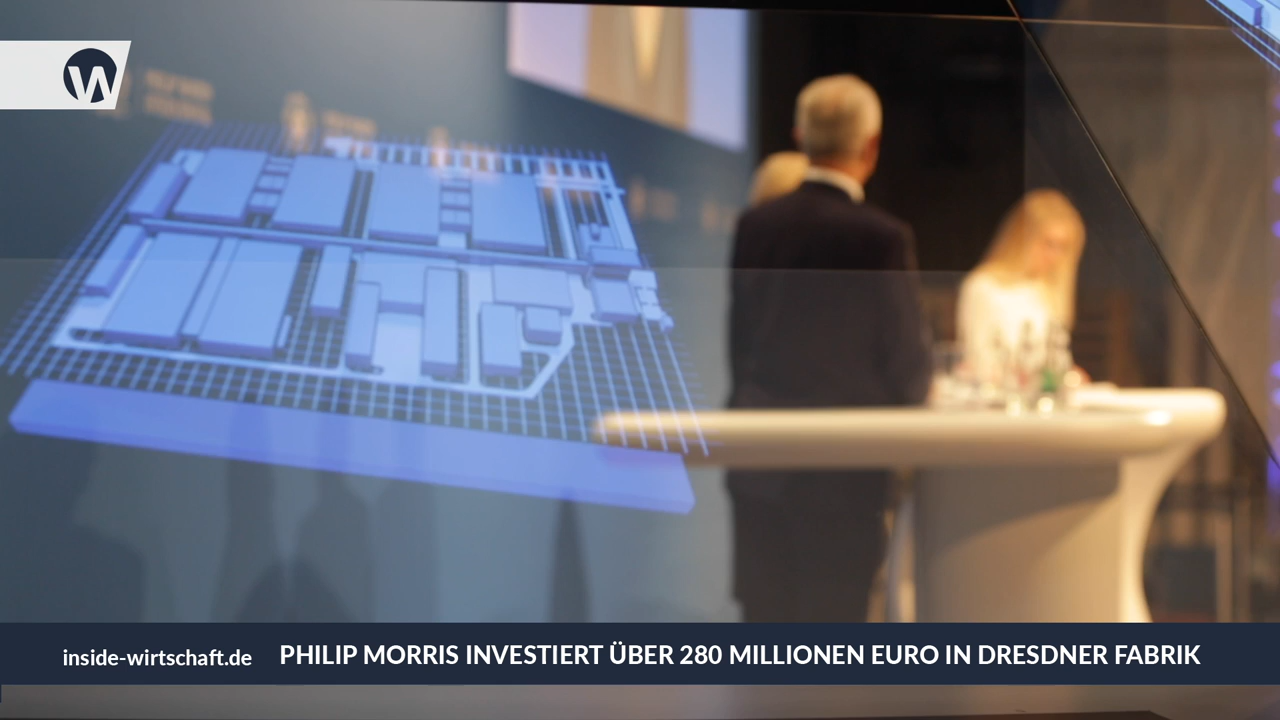 W
inside-wirtschaft.de PHILIP MORRIS INVESTIERT ÜBER 280 MILLIONEN EURO IN DRESDNER FABRIK